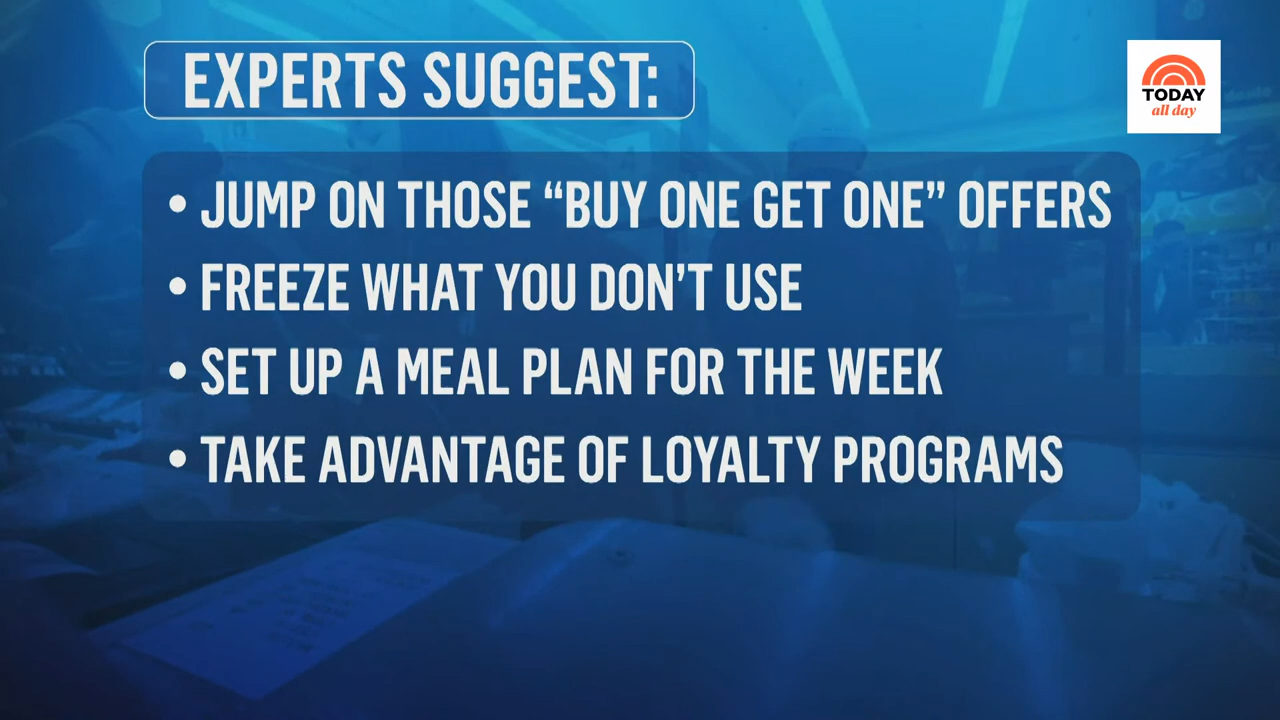 EXPERTS SUGGEST:
TODAY
all day
• JUMP ON THOSE “BUY ONE GET ONE” OFFERS
• FREEZE WHAT YOU DON’T USE
• SET UP A MEAL PLAN FOR THE WEEK
• TAKE ADVANTAGE OF LOYALTY PROGRAMS